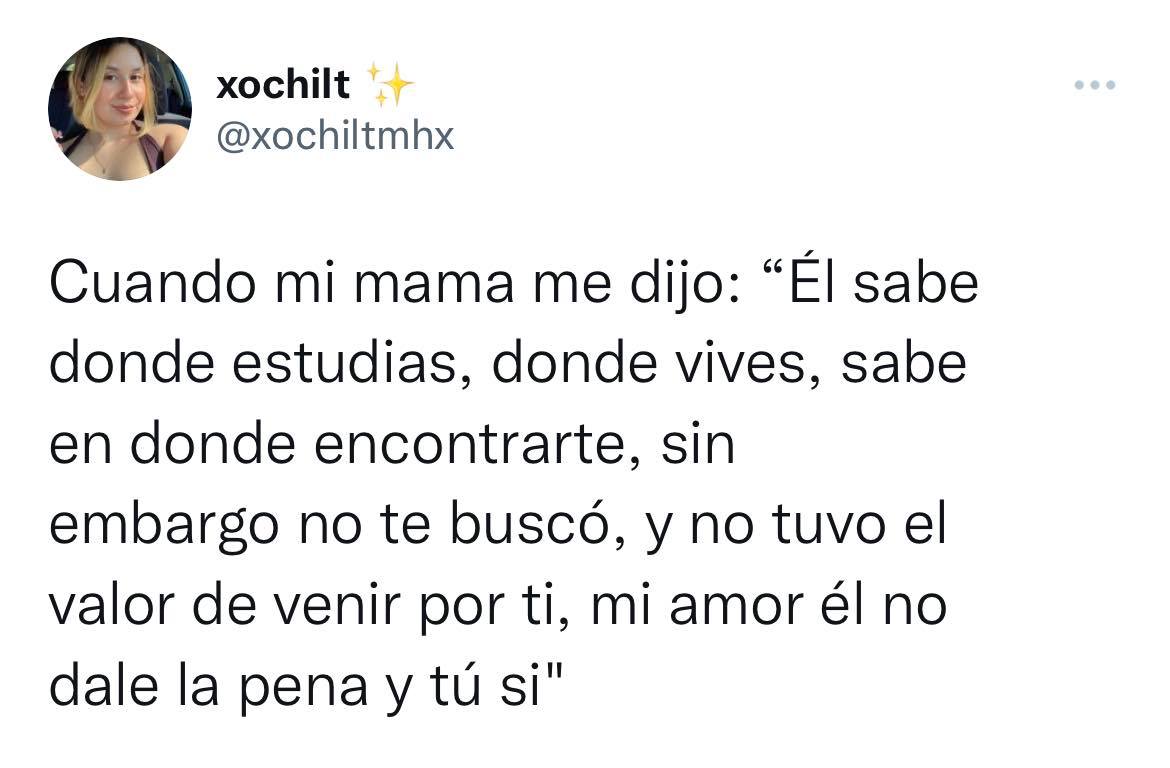 xochilt ✨
@xochiltmhx
Cuando mi mama me dijo: “Él sabe
donde estudias, donde vives, sabe
en donde encontrarte, sin
embargo no te buscó, y no tuvo el
valor de venir por ti, mi amor él no
dale la pena y tú si"